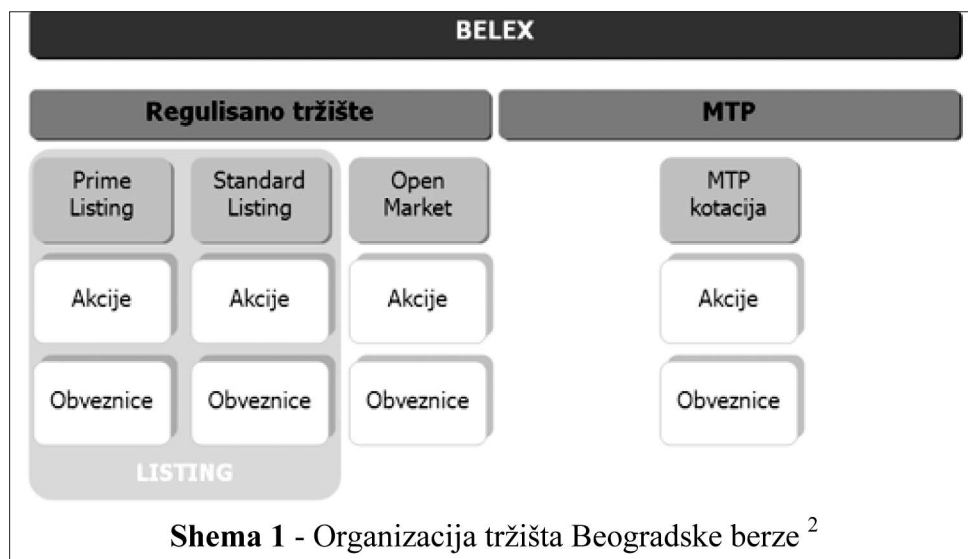 BELEX
Regulisano tržište
MTP
Prime
Listing
Standard
Listing
Open
Market
MTP
kotacija
Akcije
Akcije
Akcije
Akcije
Obveznice
Obveznice
Obveznice
Obveznice
LISTING
Shema 1 - Organizacija tržišta Beogradske berze 2